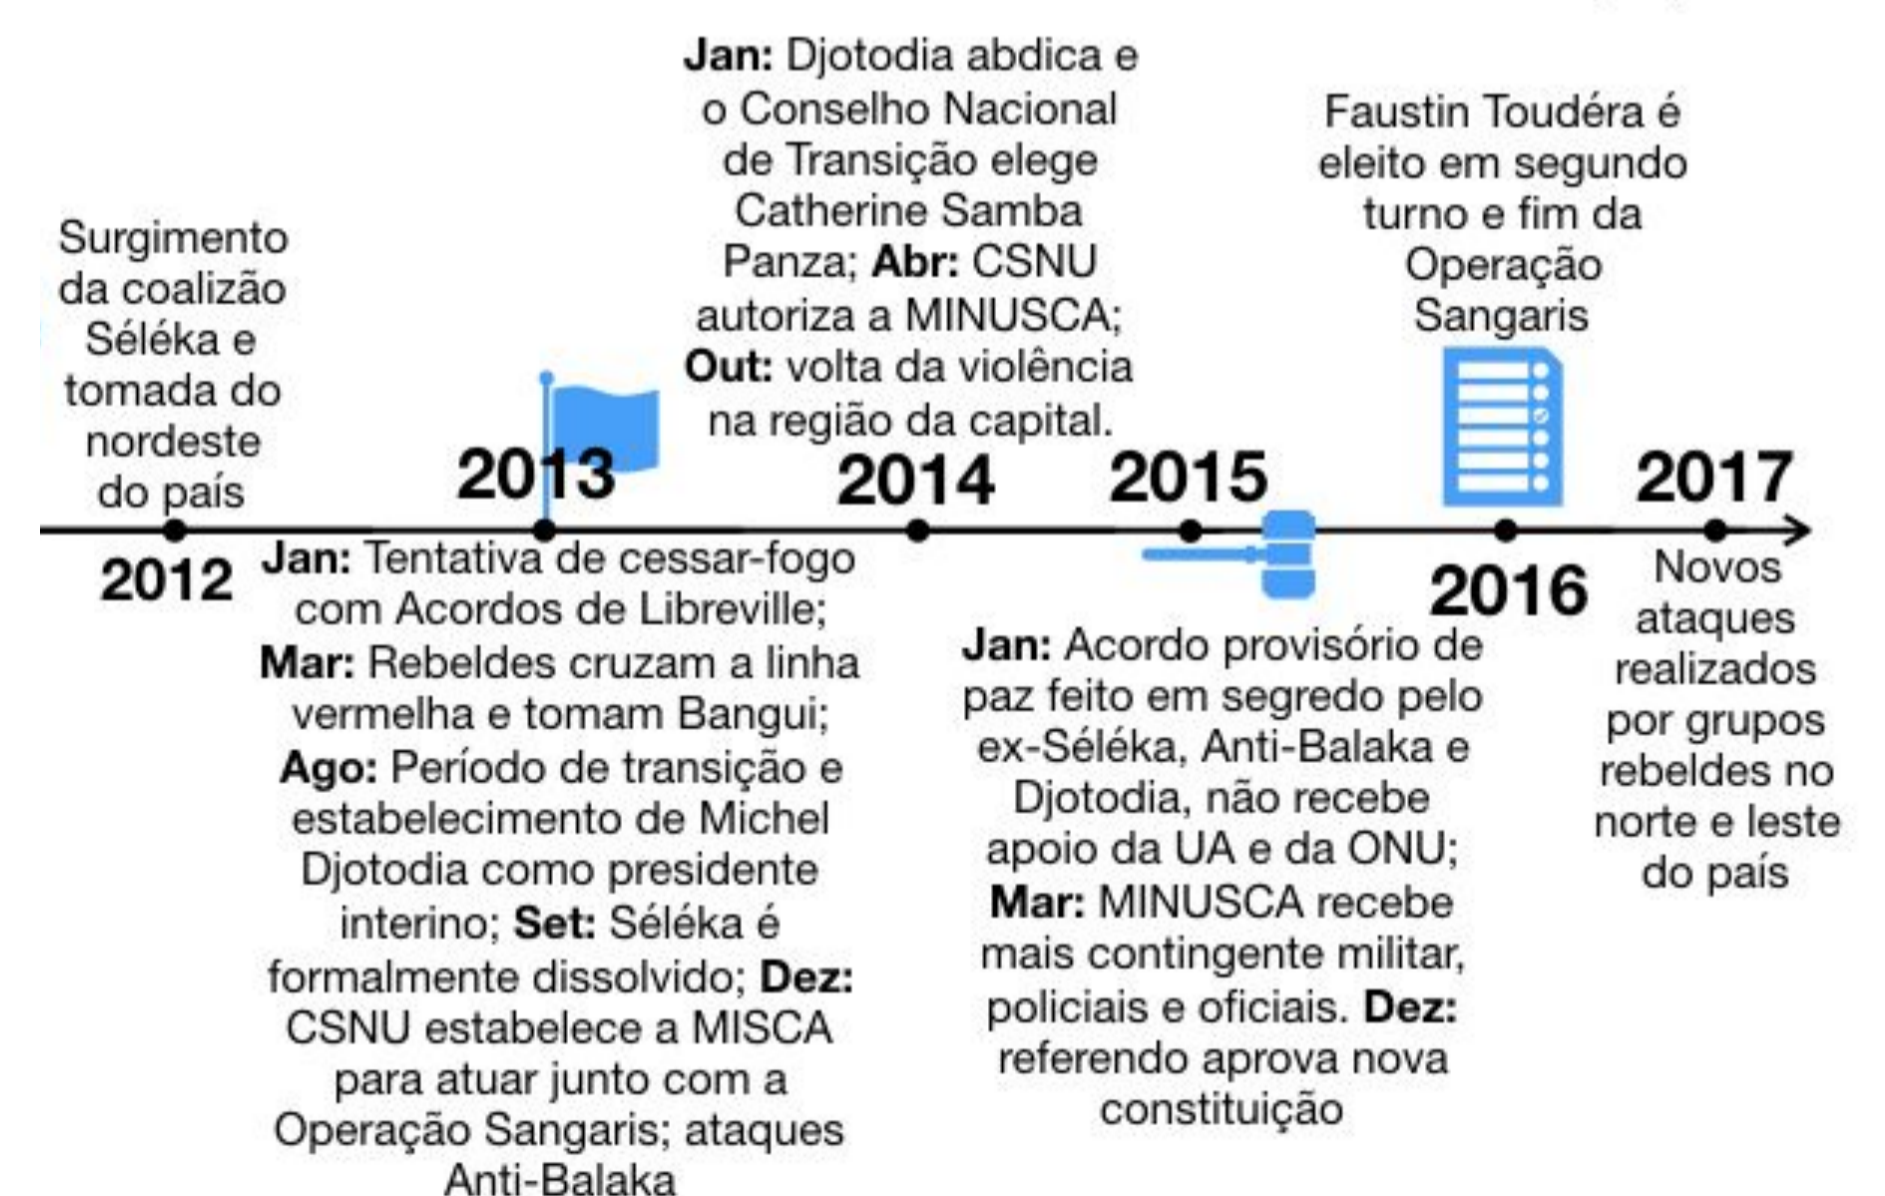 Surgimento
da coalizão
Séléka e
tomada do
nordeste
do país
2012
2013
Jan: Tentativa de cessar-fogo
com Acordos de Libreville;
Mar: Rebeldes cruzam a linha
vermelha e tomam Bangui;
Ago: Período de transição e
estabelecimento de Michel
Djotodia como presidente
interino; Set: Séléka é
formalmente dissolvido; Dez:
CSNU estabelece a MISCA
para atuar junto com a
Operação Sangaris; ataques
Anti-Balaka
Jan: Djotodia abdica e
o Conselho Nacional
de Transição elege
Catherine Samba
Panza; Abr: CSNU
autoriza a MINUSCA;
Out: volta da violência
na região da capital.
2014
2015
Jan: Acordo provisório de
paz feito em segredo pelo
ex-Séléka, Anti-Balaka e
Djotodia, não recebe
apoio da UA e da ONU;
Mar: MINUSCA recebe
mais contingente militar,
policiais e oficiais. Dez:
referendo aprova nova
constituição
Faustin Toudéra é
eleito em segundo
turno e fim da
Operação
Sangaris
2016
2017
Novos
ataques
realizados
por grupos
rebeldes no
norte e leste
do país